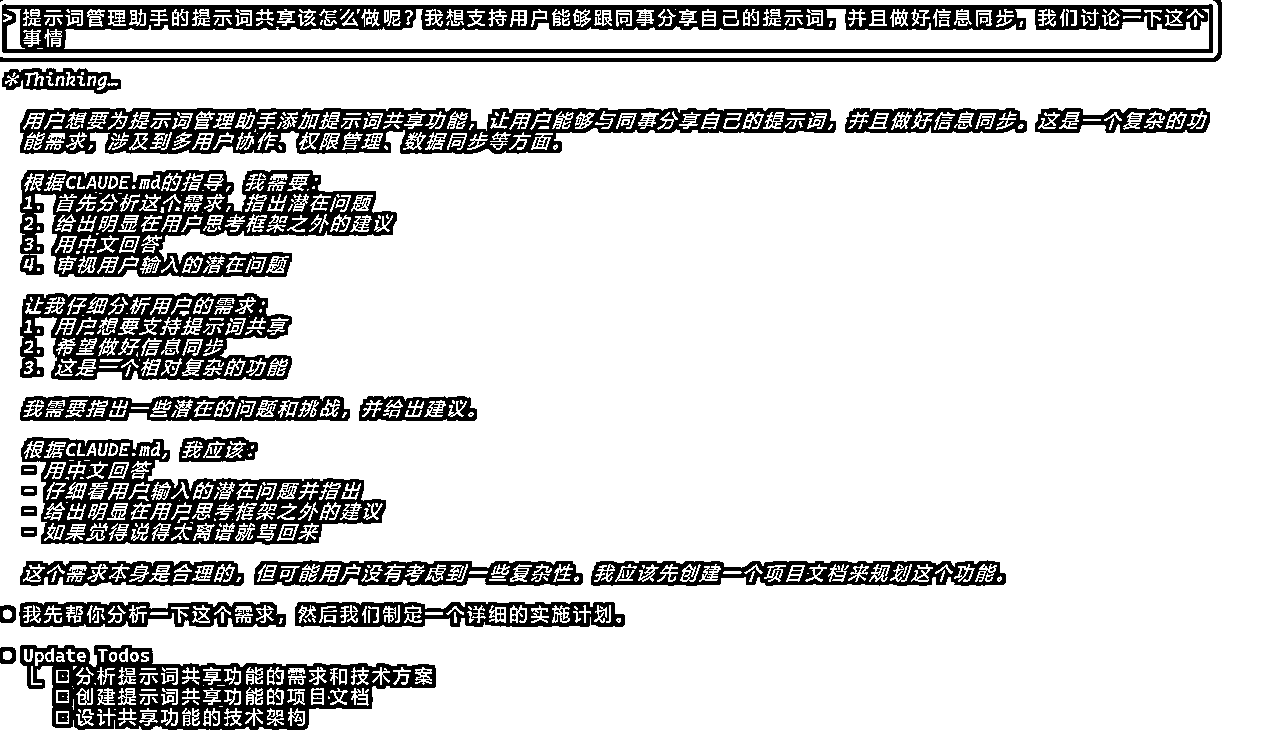 > 提示词管理助手的提示词共享该怎么做呢？我想支持用户能够跟同事分享自己的提示词，并且做好信息同步，我们讨论一下这个
事情
✻ Thinking…
用户想要为提示词管理助手添加提示词共享功能，让用户能够与同事分享自己的提示词，并且做好信息同步。这是一个复杂的功
能需求，涉及到多用户协作、权限管理、数据同步等方面。
根据CLAUDE.md的指导，我需要：
1. 首先分析这个需求，指出潜在问题
2. 给出明显在用户思考框架之外的建议
3. 用中文回答
4. 审视用户输入的潜在问题
让我仔细分析用户的需求：
1. 用户想要支持提示词共享
2. 希望做好信息同步
3. 这是一个相对复杂的功能
我需要指出一些潜在的问题和挑战，并给出建议。
根据CLAUDE.md，我应该：
- 用中文回答
- 仔细看用户输入的潜在问题并指出
- 给出明显在用户思考框架之外的建议
- 如果觉得说得太离谱就骂回来
这个需求本身是合理的，但可能用户没有考虑到一些复杂性。我应该先创建一个项目文档来规划这个功能。
我先帮你分析一下这个需求，然后我们制定一个详细的实施计划。
Update Todos
☐ 分析提示词共享功能的需求和技术方案
☐ 创建提示词共享功能的项目文档
☐ 设计共享功能的技术架构